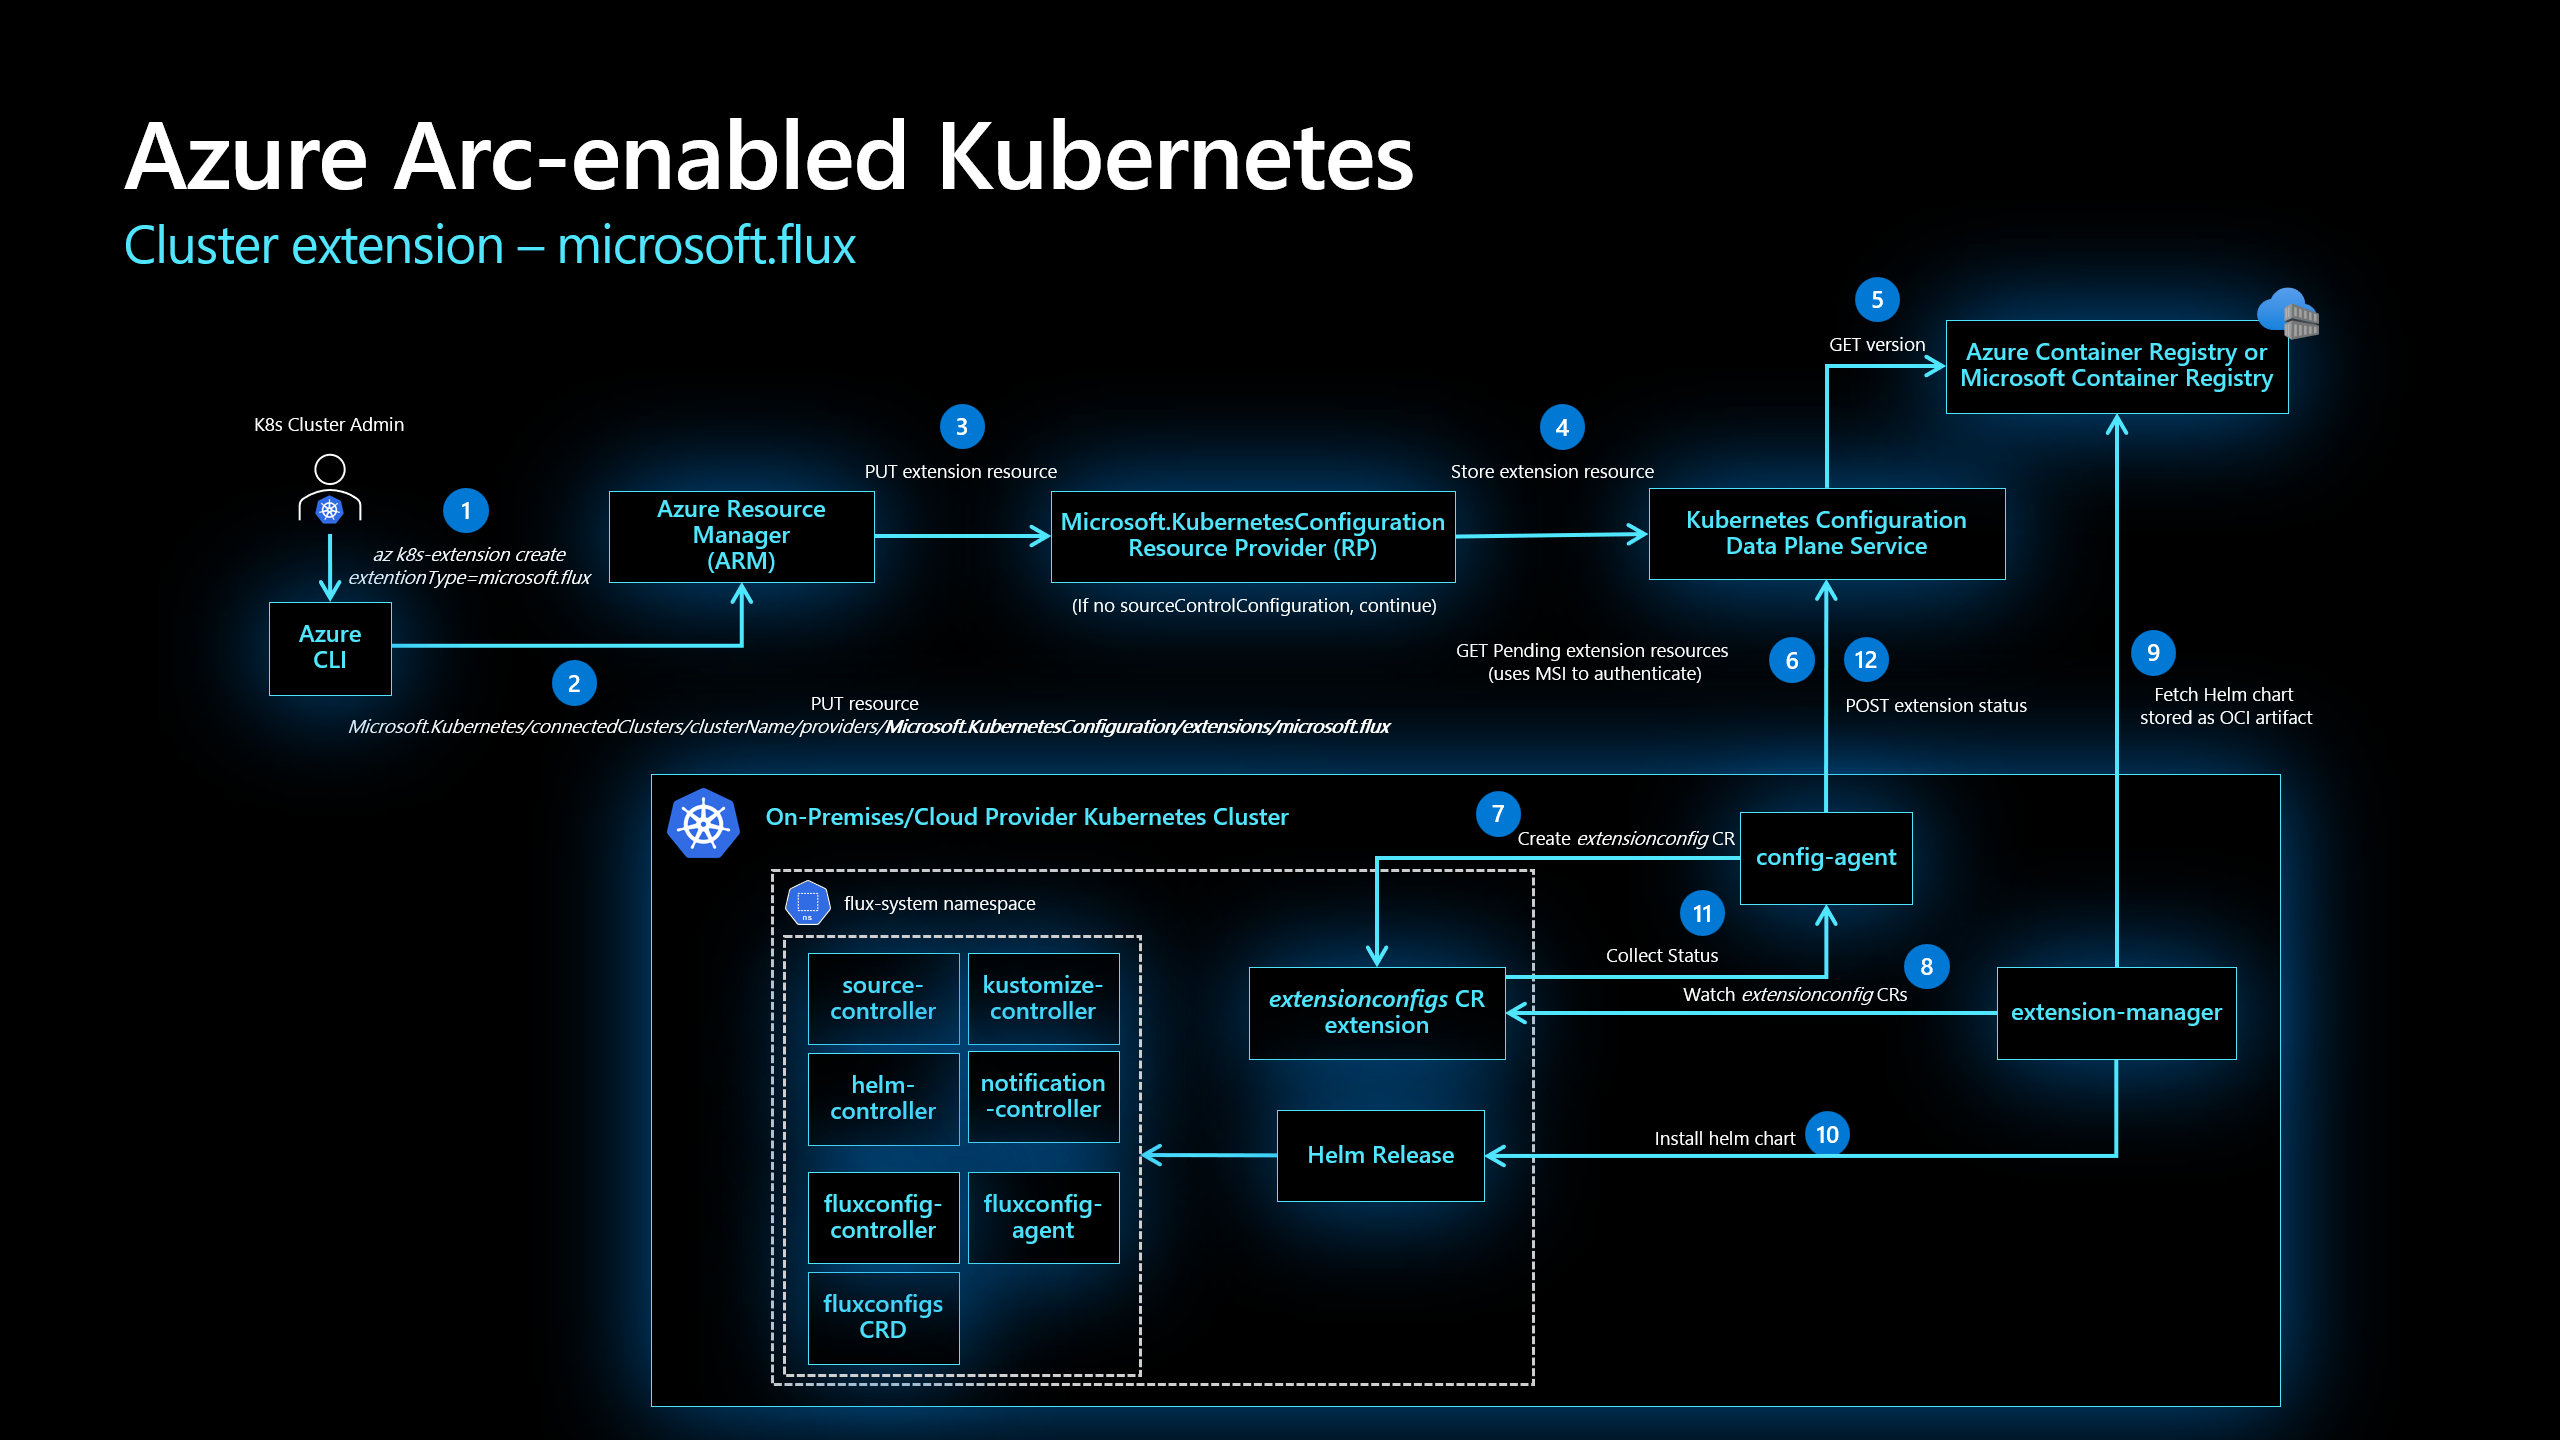 Azure Arc-enabled Kubernetes
Cluster extension – microsoft.flux
5
GET version
Azure Container Registry or
Microsoft Container Registry
K8s Cluster Admin
1
az k8s-extension create
extentionType=microsoft.flux
Azure
CLI
2
PUT resource
Microsoft.Kubernetes/connectedClusters/clusterName/providers/Microsoft.KubernetesConfiguration/extensions/microsoft.flux
Azure Resource
Manager
(ARM)
3
PUT extension resource
Microsoft.KubernetesConfiguration
Resource Provider (RP)
(If no sourceControlConfiguration, continue)
4
Store extension resource
Kubernetes Configuration
Data Plane Service
GET Pending extension resources
(uses MSI to authenticate)
6
12
POST extension status
9
Fetch Helm chart
stored as OCI artifact
On-Premises/Cloud Provider Kubernetes Cluster
7
Create extensionconfig CR
config-agent
ns
flux-system namespace
11
Collect Status
8
Watch extensionconfig CRs
source-
controller
kustomize-
controller
extensionconfigs CR
extension
extension-manager
helm-
controller
notification
-controller
Helm Release
Install helm chart
10
fluxconfig-
controller
fluxconfig-
agent
fluxconfigs
CRD